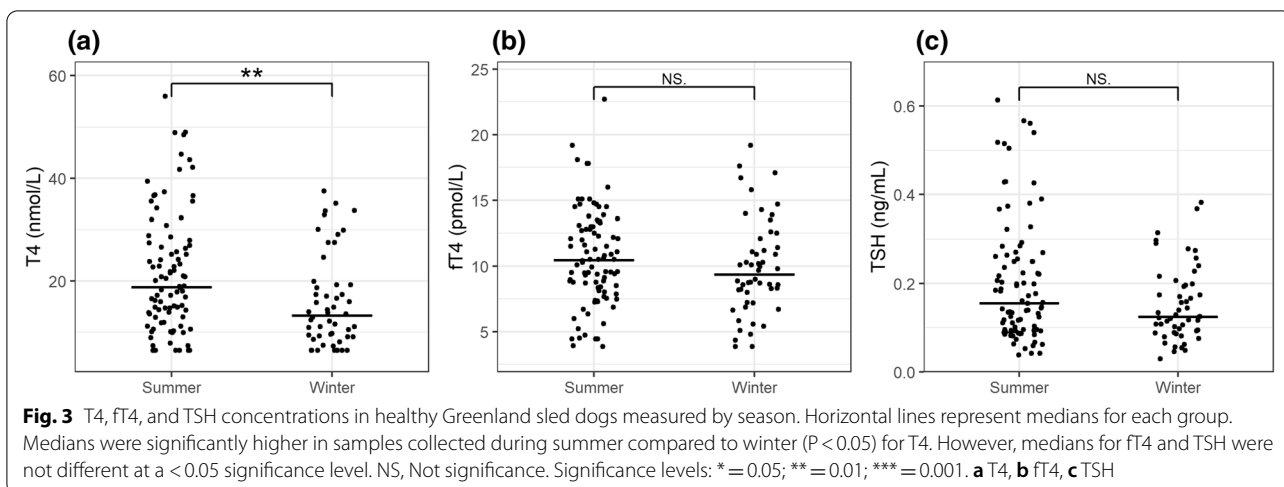 (a)
(b)
(c)
T4 (nmol/L)
60
40
20
**
Summer
Winter
fT4 (pmol/L)
25
20
15
10
5
NS.
Summer
Winter
TSH (ng/mL)
0.6
0.4
0.2
0.0
NS.
Summer
Winter
Fig. 3 T4, fT4, and TSH concentrations in healthy Greenland sled dogs measured by season. Horizontal lines represent medians for each group.
Medians were significantly higher in samples collected during summer compared to winter (P < 0.05) for T4. However, medians for fT4 and TSH were
not different at a < 0.05 significance level. NS, Not significance. Significance levels: * = 0.05; ** = 0.01; *** = 0.001. a T4, b fT4, c TSH